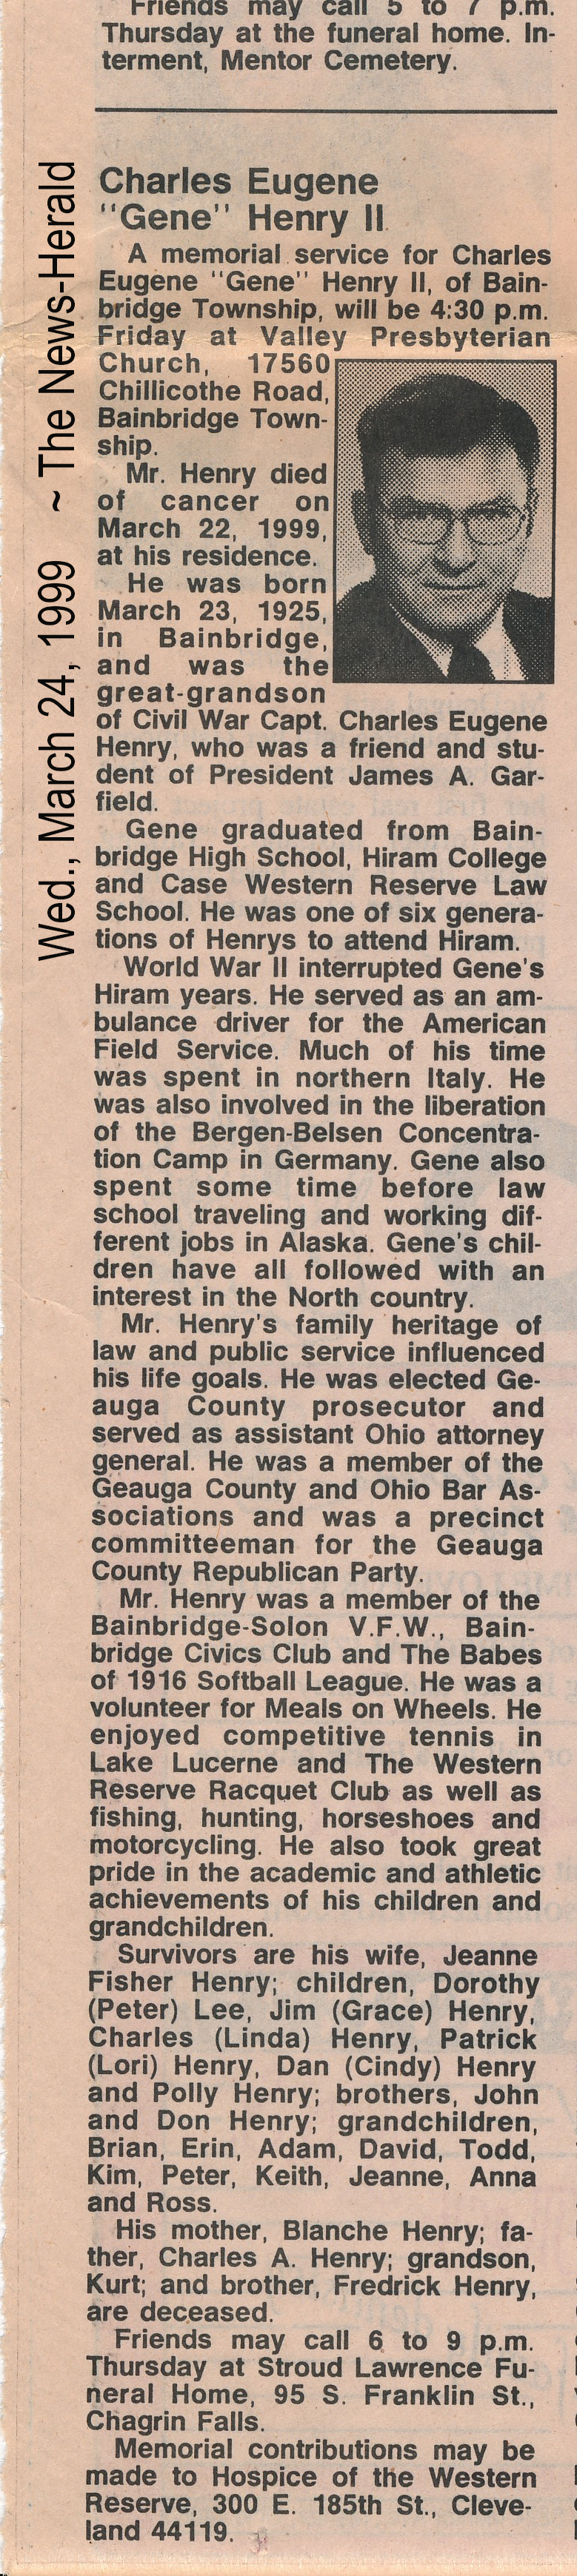 Friends may call 5 to 7 p.m.
Thursday at the funeral home. In-
terment, Mentor Cemetery.
Wed., March 24, 1999 ~ The News-Herald
Charles Eugene
"Gene" Henry II
A memorial service for Charles
Eugene "Gene" Henry II, of Bain-
bridge Township, will be 4:30 p.m.
Friday at Valley Presbyterian
Church, 17560
Chillicothe Road,
Bainbridge Town-
ship.
Mr. Henry died
of cancer on
March 22, 1999,
at his residence.
He was born
March 23, 1925,
in Bainbridge,
and was the
great-grandson
of Civil War Capt. Charles Eugene
Henry, who was a friend and stu-
dent of President James A. Gar-
field.
Gene graduated from Bain-
bridge High School, Hiram College
and Case Western Reserve Law
School. He was one of six genera-
tions of Henrys to attend Hiram.
World War II interrupted Gene's
Hiram years. He served as an am-
bulance driver for the American
Field Service. Much of his time
was spent in northern Italy. He
was also involved in the liberation
of the Bergen-Belsen Concentra-
tion Camp in Germany. Gene also
spent some time before law
school traveling and working dif-
ferent jobs in Alaska. Gene's chil-
dren have all followed with an
interest in the North country.
Mr. Henry's family heritage of
law and public service influenced
his life goals. He was elected Ge-
auga County prosecutor and
served as assistant Ohio attorney
general. He was a member of the
Geauga County and Ohio Bar As-
sociations and was a precinct
committeeman for the Geauga
County Republican Party.
Mr. Henry was a member of the
Bainbridge-Solon V.F.W., Bain-
bridge Civics Club and The Babes
of 1916 Softball League. He was a
volunteer for Meals on Wheels. He
enjoyed competitive tennis in
Lake Lucerne and The Western
Reserve Racquet Club as well as
fishing, hunting, horseshoes and
motorcycling. He also took great
pride in the academic and athletic
achievements of his children and
grandchildren.
Survivors are his wife, Jeanne
Fisher Henry; children, Dorothy
(Peter) Lee, Jim (Grace) Henry,
Charles (Linda) Henry, Patrick
(Lori) Henry, Dan (Cindy) Henry
and Polly Henry; brothers, John
and Don Henry; grandchildren,
Brian, Erin, Adam, David, Todd,
Kim, Peter, Keith, Jeanne, Anna
and Ross.
His mother, Blanche Henry; fa-
ther, Charles A. Henry; grandson,
Kurt; and brother, Fredrick Henry,
are deceased.
Friends may call 6 to 9 p.m.
Thursday at Stroud Lawrence Fu-
neral Home, 95 S. Franklin St.,
Chagrin Falls.
Memorial contributions may be
made to Hospice of the Western
Reserve, 300 E. 185th St., Cleve-
land 44119.